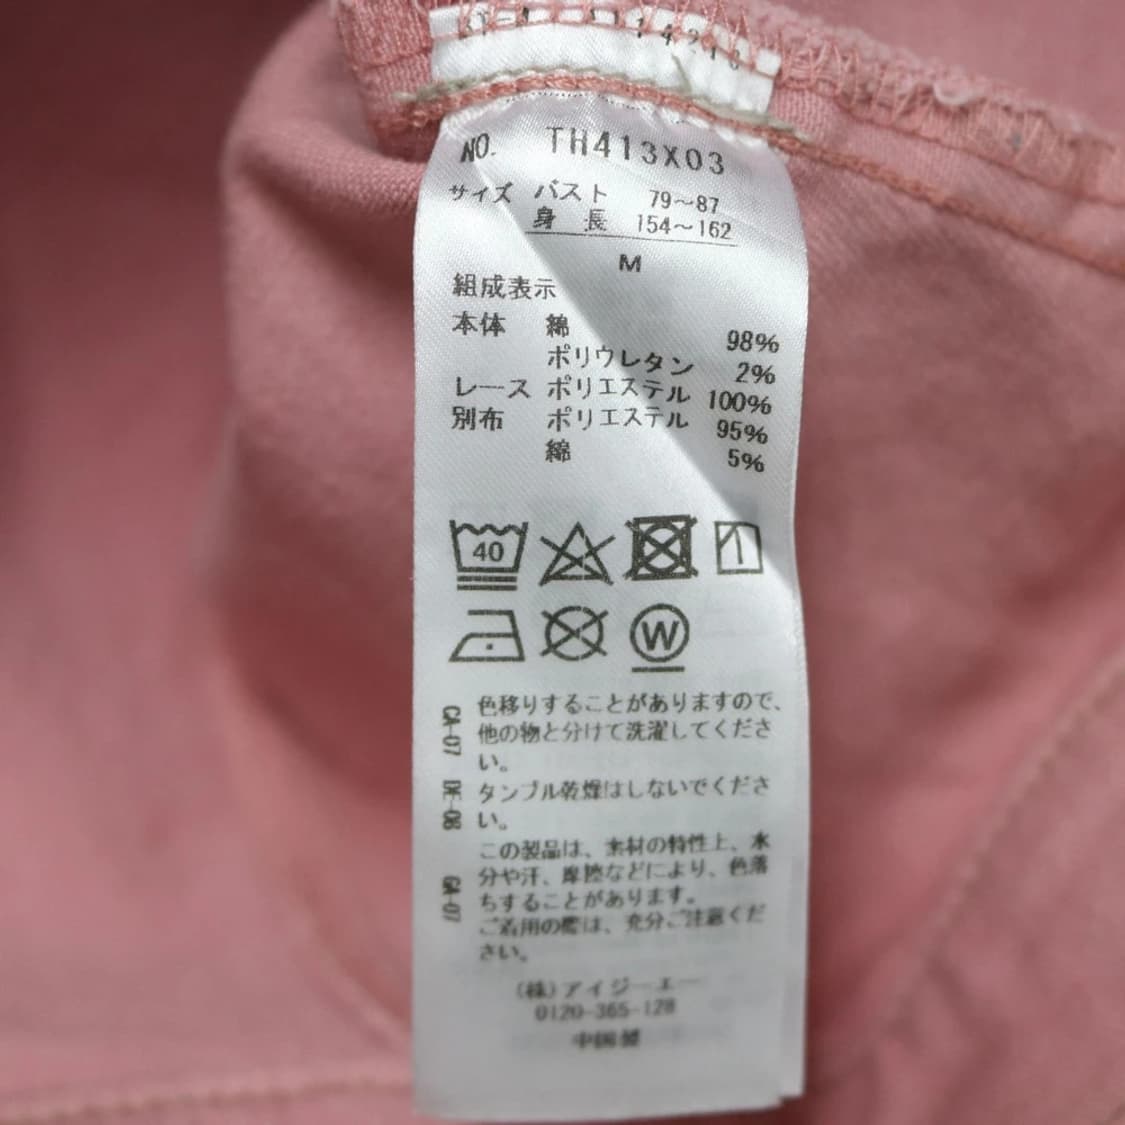 NO. TH413X03
サイズ バスト 79～87
身長 154～162
M
組成表示
本体 綿 98%
ポリウレタン 2%
レース ポリエステル 100%
別布 ポリエステル 95%
綿 5%
40
W
色移りすることがありますので、
他の物と分けて洗濯してくださ
い。
タンブル乾燥はしないでくださ
い。
この製品は、素材の特性上、水
分や汗、摩擦などにより、色落
ちすることがあります。
ご着用の際は、充分ご注意くだ
さい。
CA-07
DE-08
GA-07
(株)アイジーエー
0120-365-128
中国製